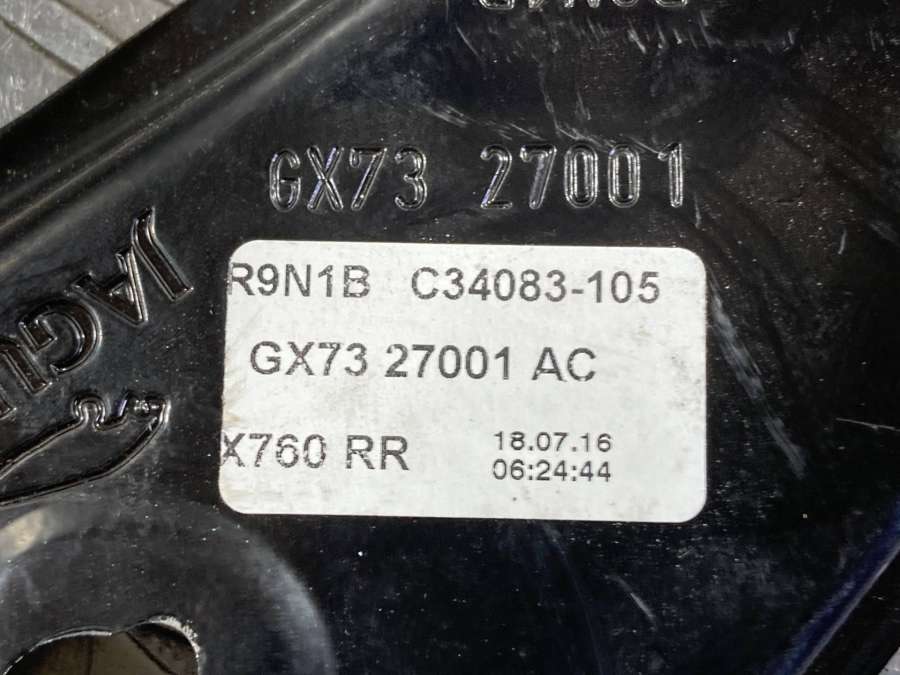 GX73 27001
R9N1B C34083-105
GX73 27001 AC
X760 RR
18.07.16
06:24:44